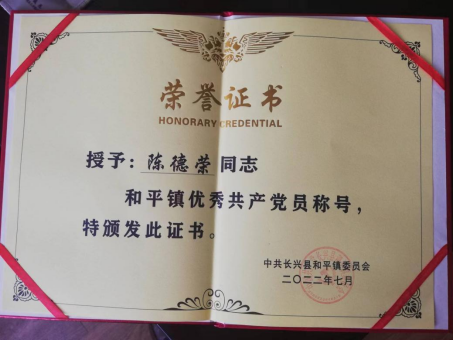 荣誉证书
HONORARY CREDENTIAL
授予：陈德荣同志
和平镇优秀共产党员称号，
特颁发此证书。
中共长兴县和平镇委员会
二〇二二年七月